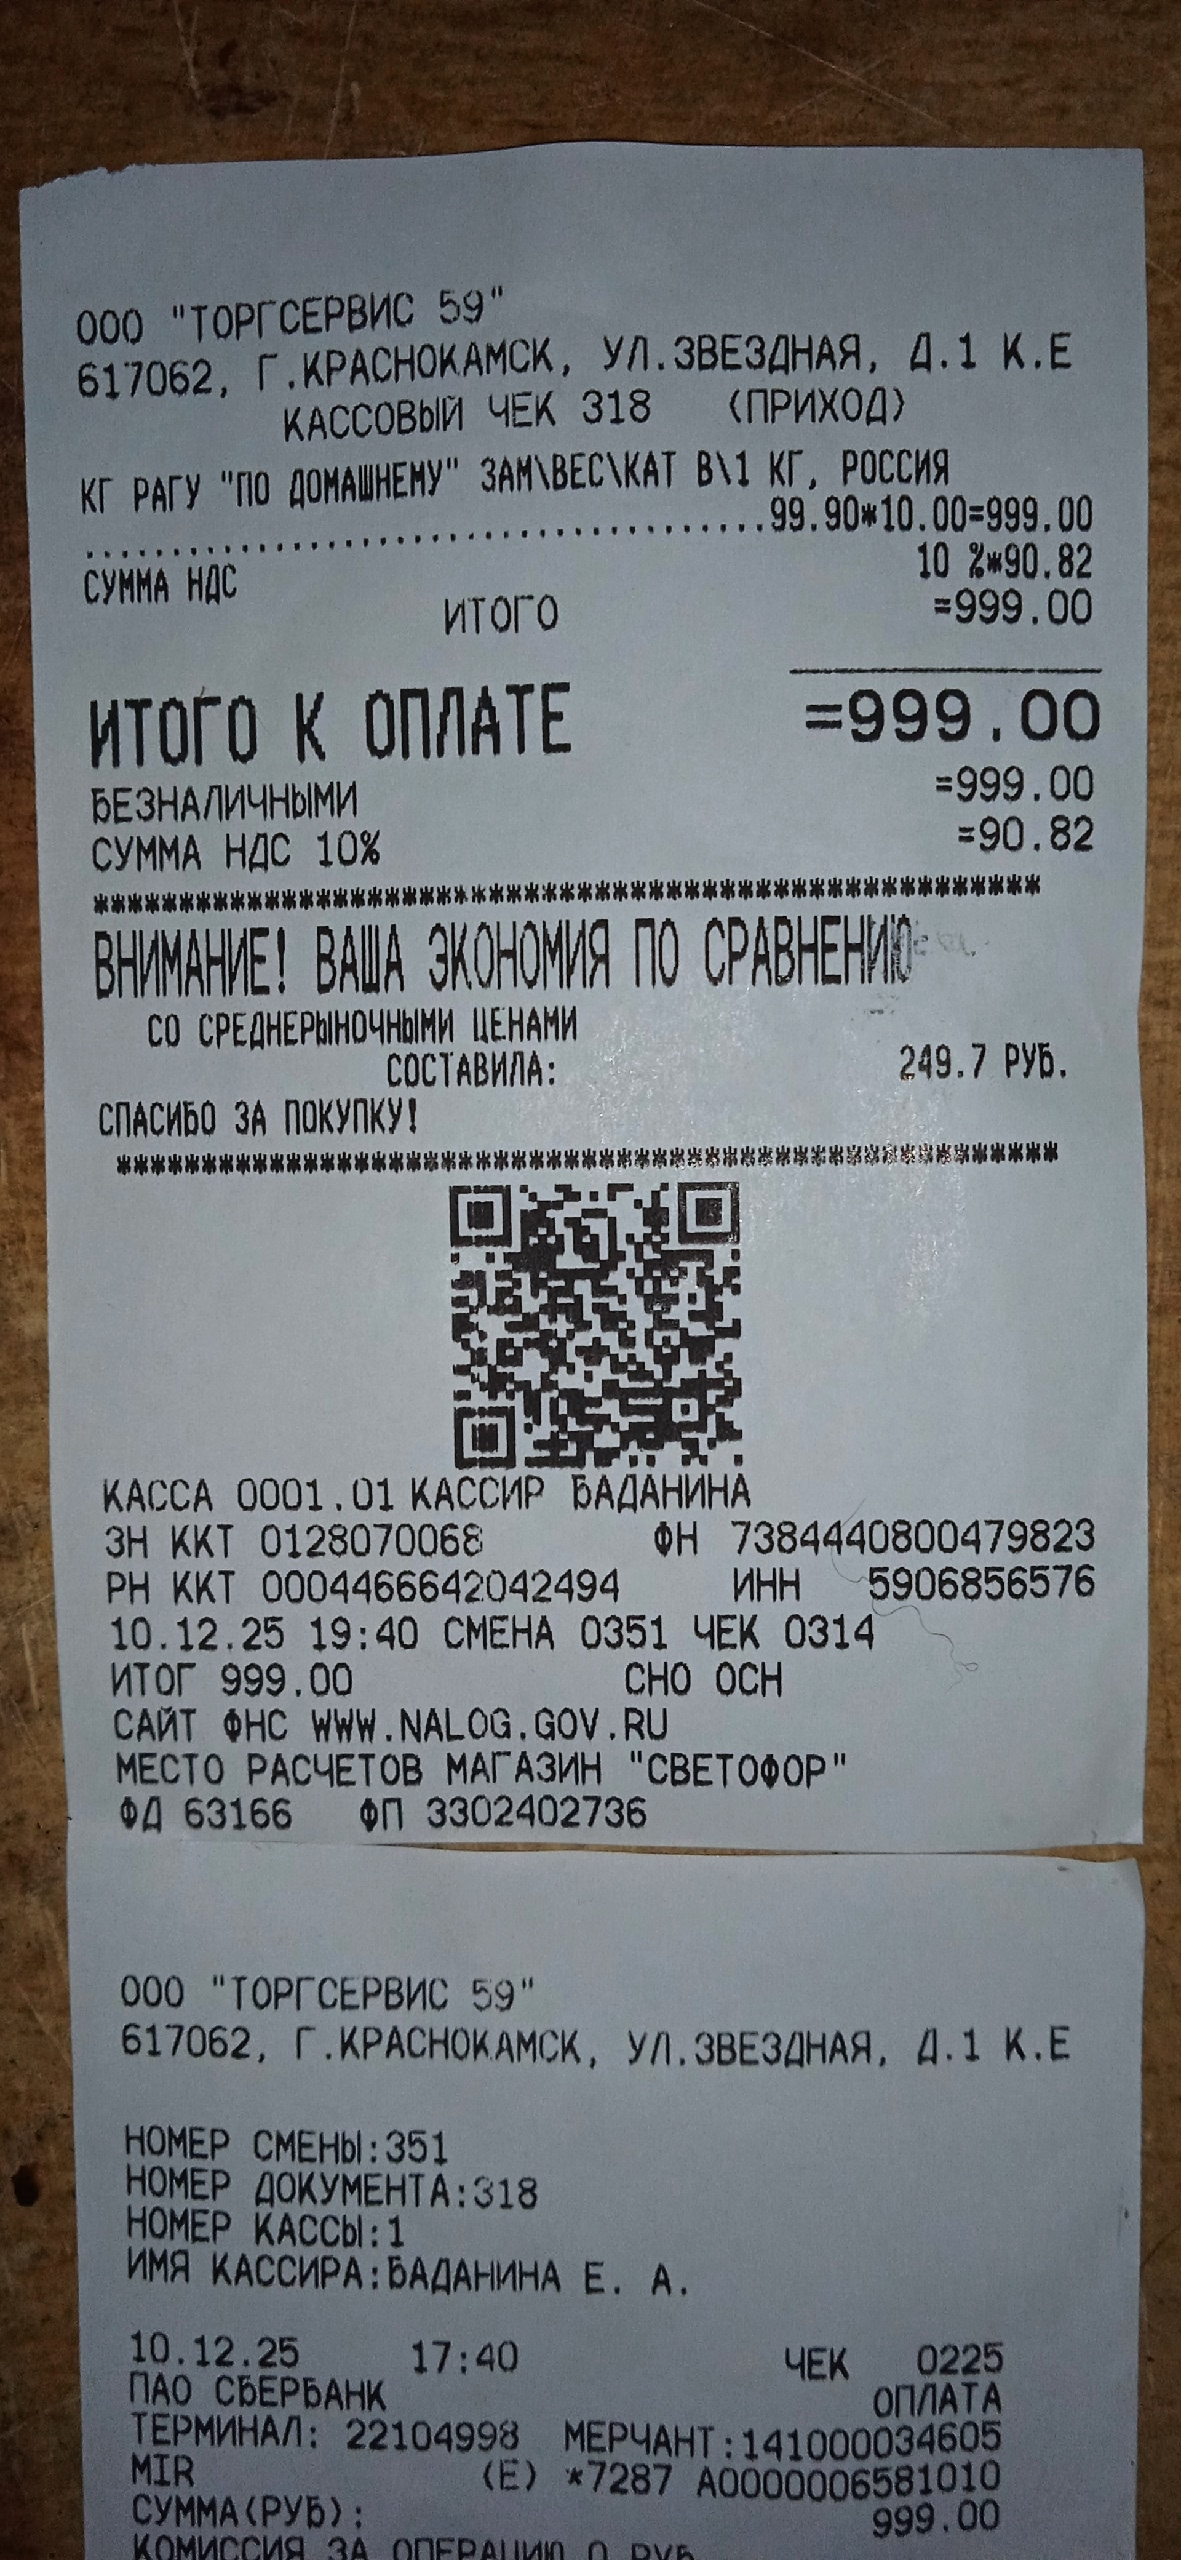 ООО "ТОРГСЕРВИС 59"
617062, Г.КРАСНОКАМСК, УЛ.ЗВЕЗДНАЯ, Д.1 К.Е
КАССОВЫЙ ЧЕК 318 (ПРИХОД)
КГ РАГУ "ПО ДОМАШНЕМУ" ЗАМ\ВЕС\КАТ В\1 КГ, РОССИЯ
.......................................99.90*10.00=999.00
СУММА НДС 10 %*90.82
ИТОГО =999.00
ИТОГО К ОПЛАТЕ =999.00
БЕЗНАЛИЧНЫМИ =999.00
СУММА НДС 10% =90.82
*******************************************************
ВНИМАНИЕ! ВАША ЭКОНОМИЯ ПО СРАВНЕНИЮ
СО СРЕДНЕРЫНОЧНЫМИ ЦЕНАМИ
СОСТАВИЛА: 249.7 РУБ.
СПАСИБО ЗА ПОКУПКУ!
*******************************************************
КАССА 0001.01 КАССИР БАДАНИНА
ЗН ККТ 0128070068 ФН 7384440800479823
РН ККТ 0004466642042494 ИНН 5906856576
10.12.25 19:40 СМЕНА 0351 ЧЕК 0314
ИТОГ 999.00 СНО ОСН
САЙТ ФНС WWW.NALOG.GOV.RU
МЕСТО РАСЧЕТОВ МАГАЗИН "СВЕТОФОР"
ФД 63166 ФП 3302402736
ООО "ТОРГСЕРВИС 59"
617062, Г.КРАСНОКАМСК, УЛ.ЗВЕЗДНАЯ, Д.1 К.Е
НОМЕР СМЕНЫ:351
НОМЕР ДОКУМЕНТА:318
НОМЕР КАССЫ:1
ИМЯ КАССИРА:БАДАНИНА Е. А.
10.12.25 17:40 ЧЕК 0225
ПАО СБЕРБАНК ОПЛАТА
ТЕРМИНАЛ: 22104998 МЕРЧАНТ:141000034605
MIR (E) *7287 A0000006581010
СУММА(РУБ): 999.00
КОМИССИЯ ЗА ОПЕРАЦИЮ 0 РУБ